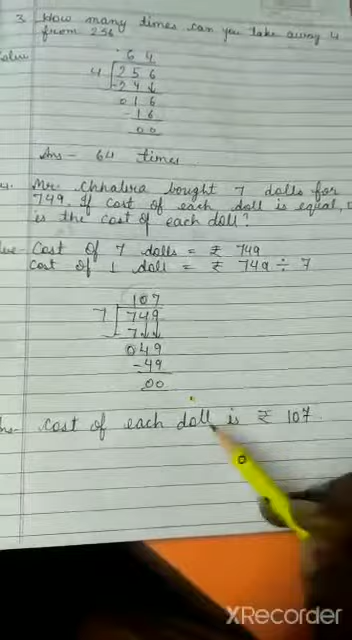 3. How many times can you take away 4
from 256
64
4 256
-24↓
016
-16
00
Ans- 64 times
4. Mr. Chhabra bought 7 dolls for
749. If cost of each doll is equal,
is the cost of each doll?
Cost of 7 dolls = ₹ 749
Cost of 1 doll = ₹ 749 ÷ 7
107
7 749
-7↓↓
049
-49
00
Cost of each doll is ₹ 107
XRecorder